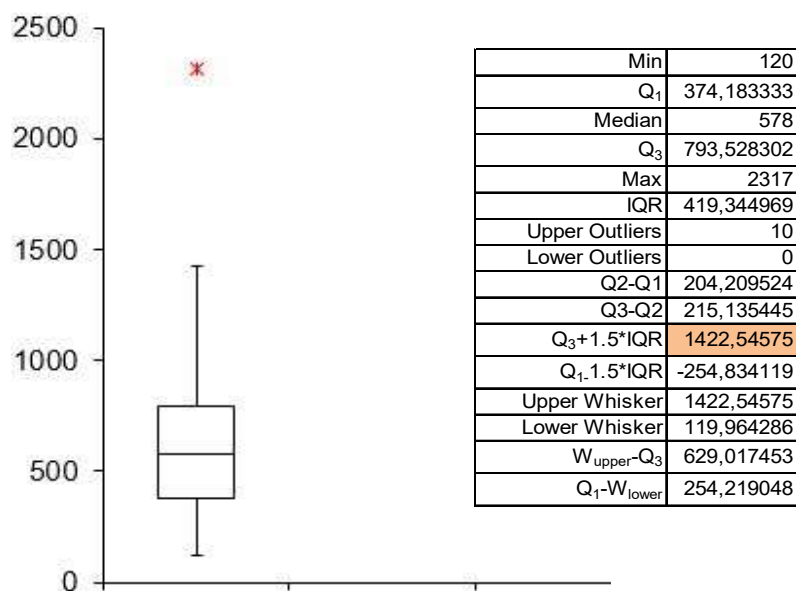 2500
2000
1500
1000
500
0
Min 120
Q1 374,183333
Median 578
Q3 793,528302
Max 2317
IQR 419,344969
Upper Outliers 10
Lower Outliers 0
Q2-Q1 204,209524
Q3-Q2 215,135445
Q3+1.5*IQR 1422,54575
Q1-1.5*IQR -254,834119
Upper Whisker 1422,54575
Lower Whisker 119,964286
Wupper-Q3 629,017453
Q1-Wlower 254,219048